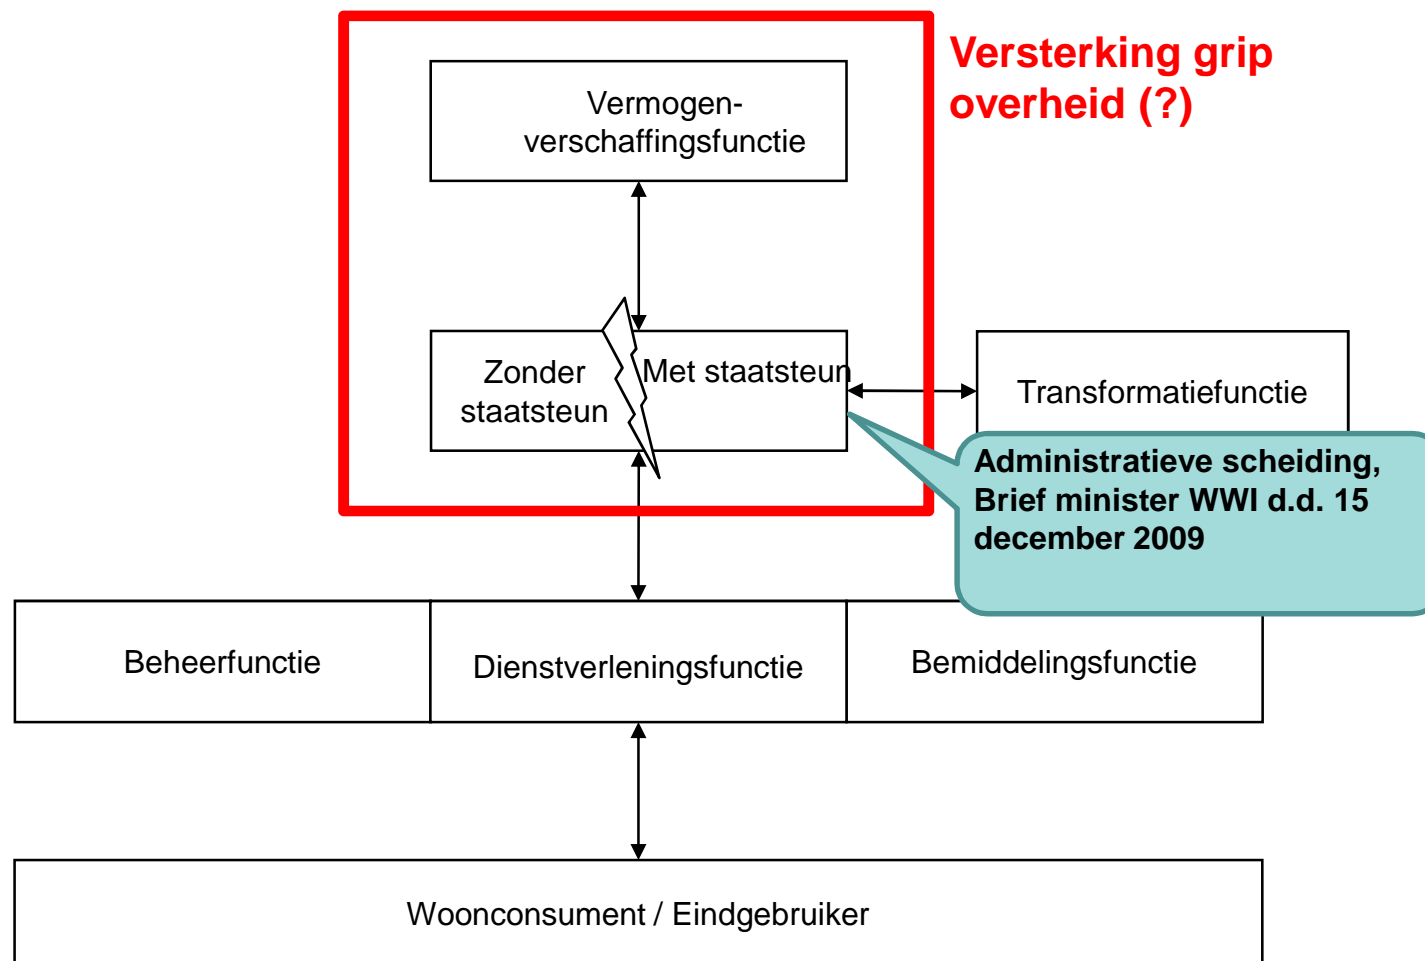 Versterking grip
overheid (?)
Vermogen-
verschaffingsfunctie
Zonder
staatsteun
Met staatsteun
Transformatiefunctie
Administratieve scheiding,
Brief minister WWI d.d. 15
december 2009
Beheerfunctie
Dienstverleningsfunctie
Bemiddelingsfunctie
Woonconsument / Eindgebruiker